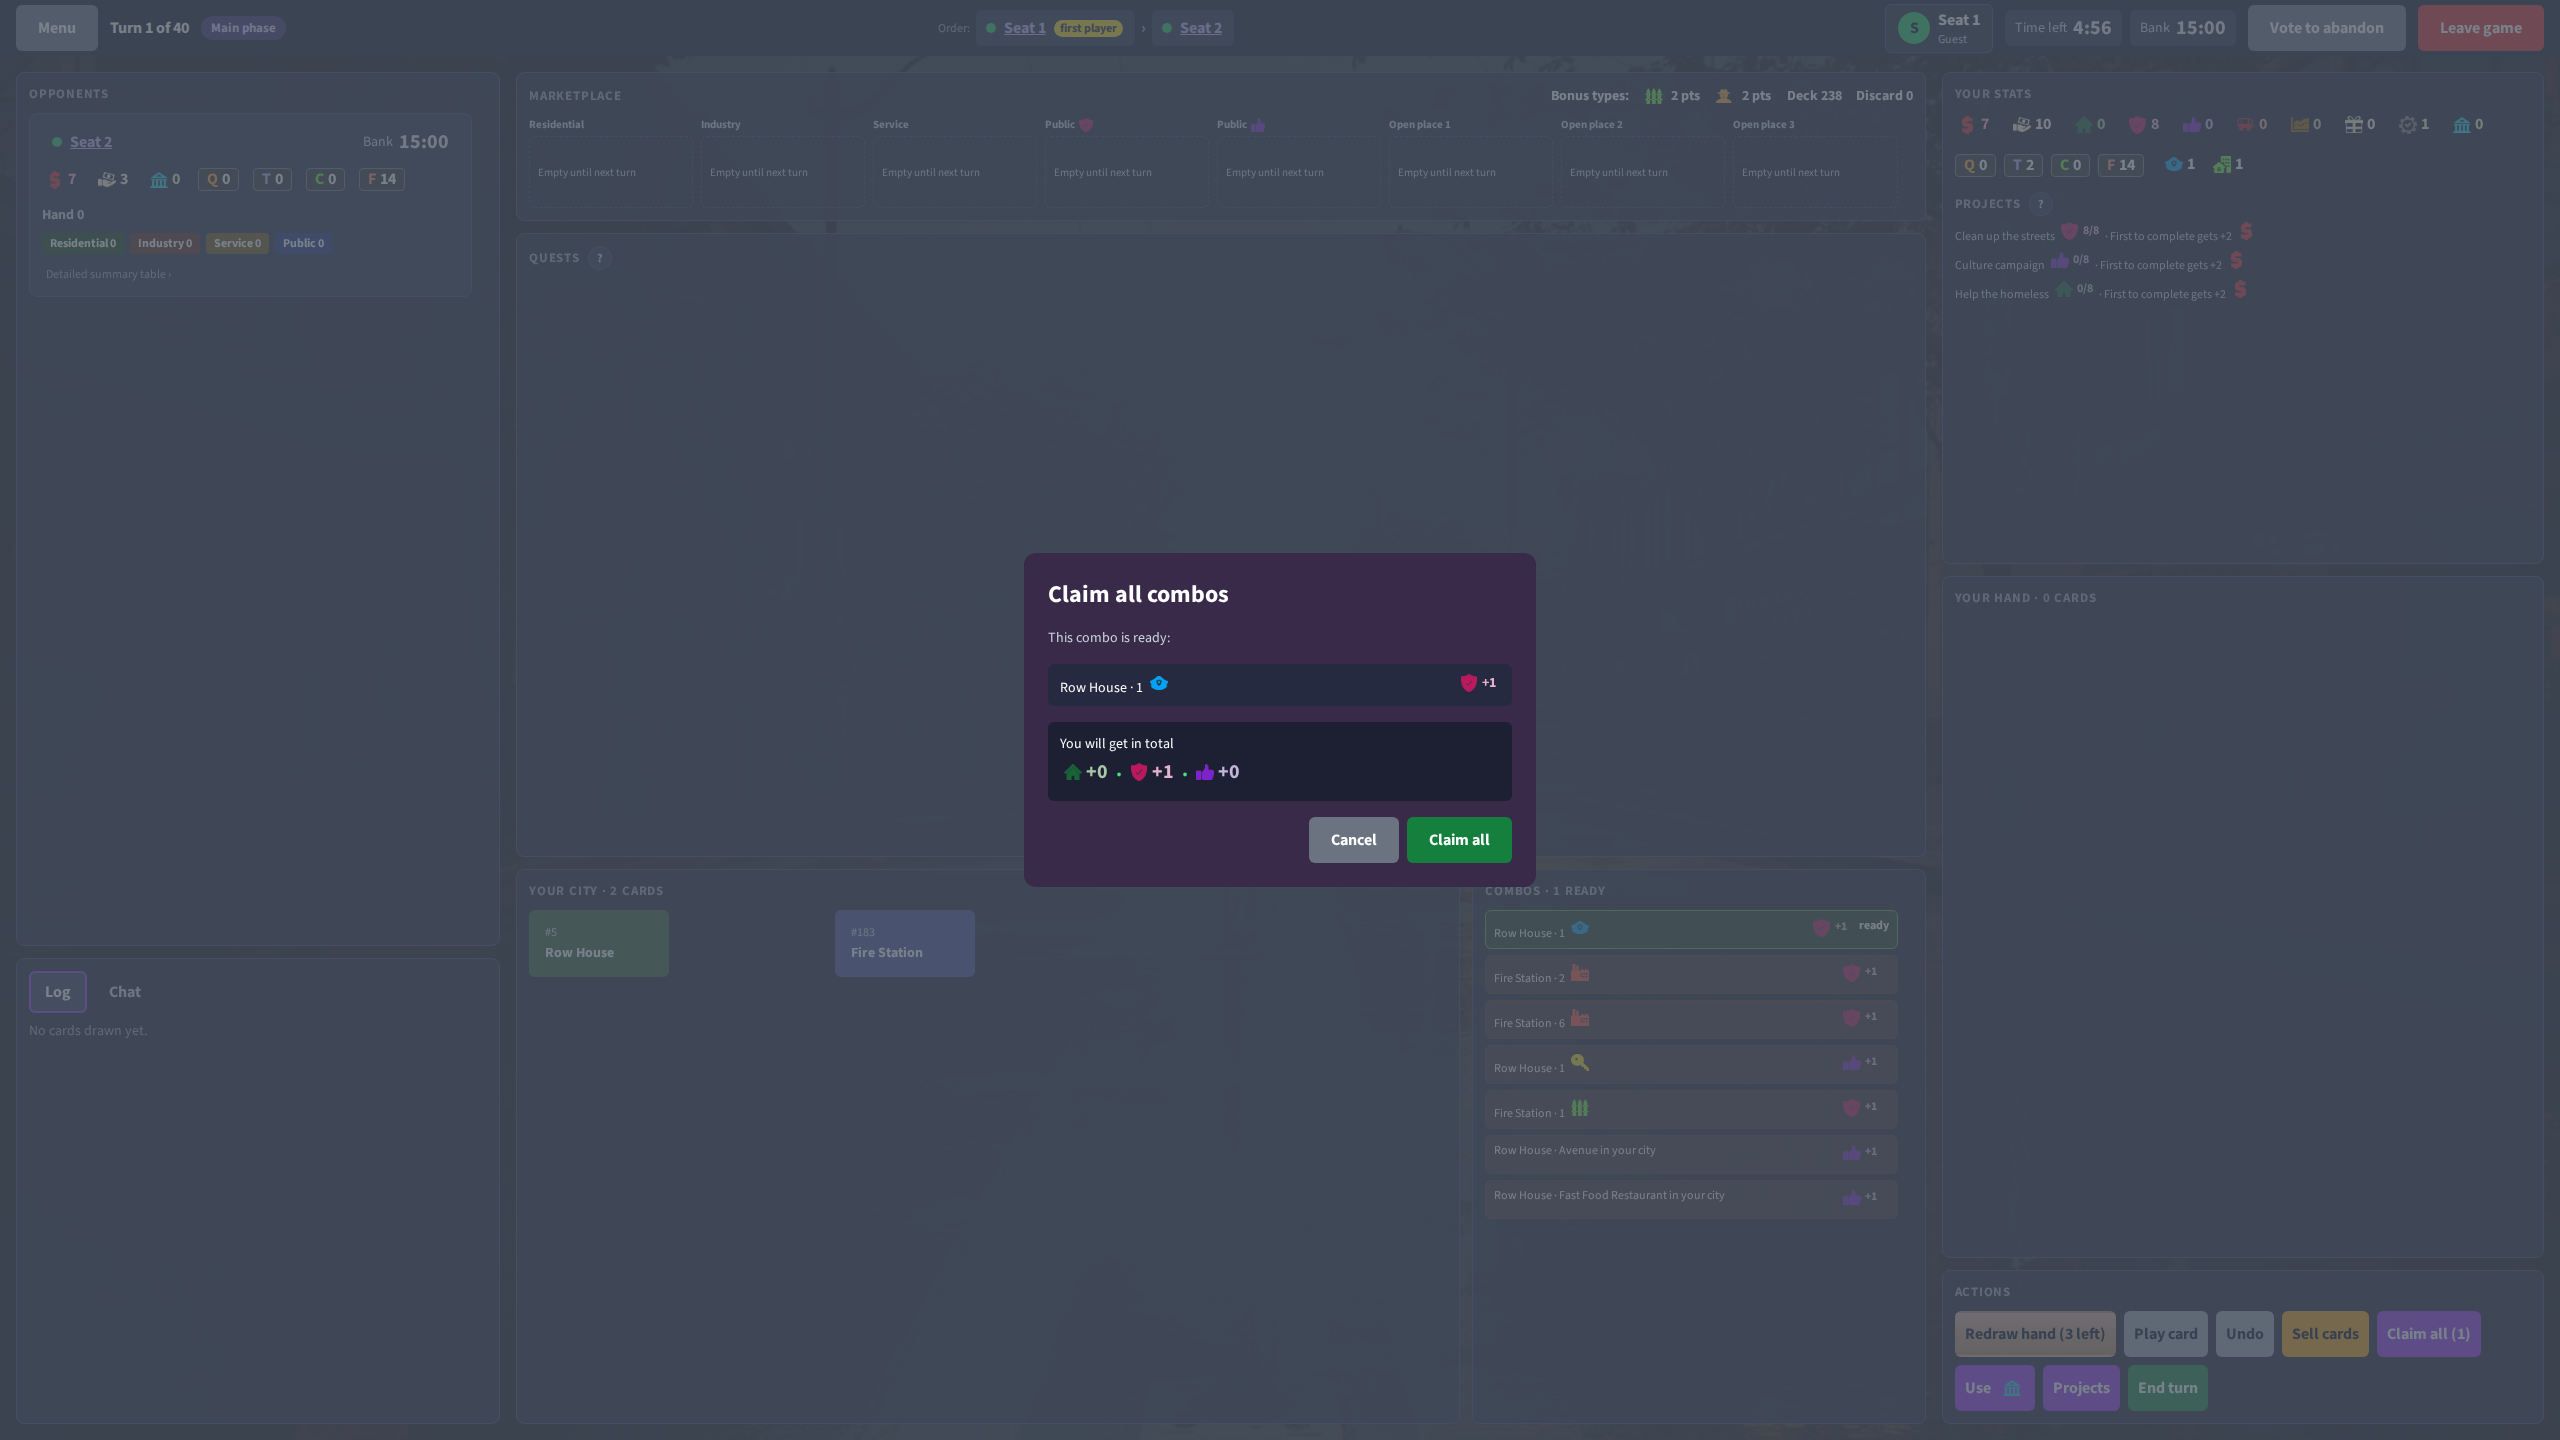 Menu Turn 1 of 40 Main phase
Order: Seat 1 first player › Seat 2
S Seat 1 Guest Time left 4:56 Bank 15:00 Vote to abandon Leave game
OPPONENTS
Seat 2 Bank 15:00
7 3 0 Q 0 T 0 C 0 F 14
Hand 0
Residential 0 Industry 0 Service 0 Public 0
Detailed summary table ›
Log Chat
No cards drawn yet.
MARKETPLACE Bonus types: 2 pts 2 pts Deck 238 Discard 0
Residential Industry Service Public Public Open place 1 Open place 2 Open place 3
Empty until next turn Empty until next turn Empty until next turn Empty until next turn Empty until next turn Empty until next turn Empty until next turn Empty until next turn
QUESTS ?
Claim all combos
This combo is ready:
Row House · 1 +1
You will get in total
+0 · +1 · +0
Cancel Claim all
YOUR CITY · 2 CARDS
#5
Row House
#183
Fire Station
COMBOS · 1 READY
Row House · 1 +1 ready
Fire Station · 2 +1
Fire Station · 6 +1
Row House · 1 +1
Fire Station · 1 +1
Row House · Avenue in your city +1
Row House · Fast Food Restaurant in your city +1
YOUR STATS
7 10 0 8 0 0 0 0 1 0
Q 0 T 2 C 0 F 14 1 1
PROJECTS ?
Clean up the streets 8/8 · First to complete gets +2
Culture campaign 0/8 · First to complete gets +2
Help the homeless 0/8 · First to complete gets +2
YOUR HAND · 0 CARDS
ACTIONS
Redraw hand (3 left) Play card Undo Sell cards Claim all (1)
Use Projects End turn